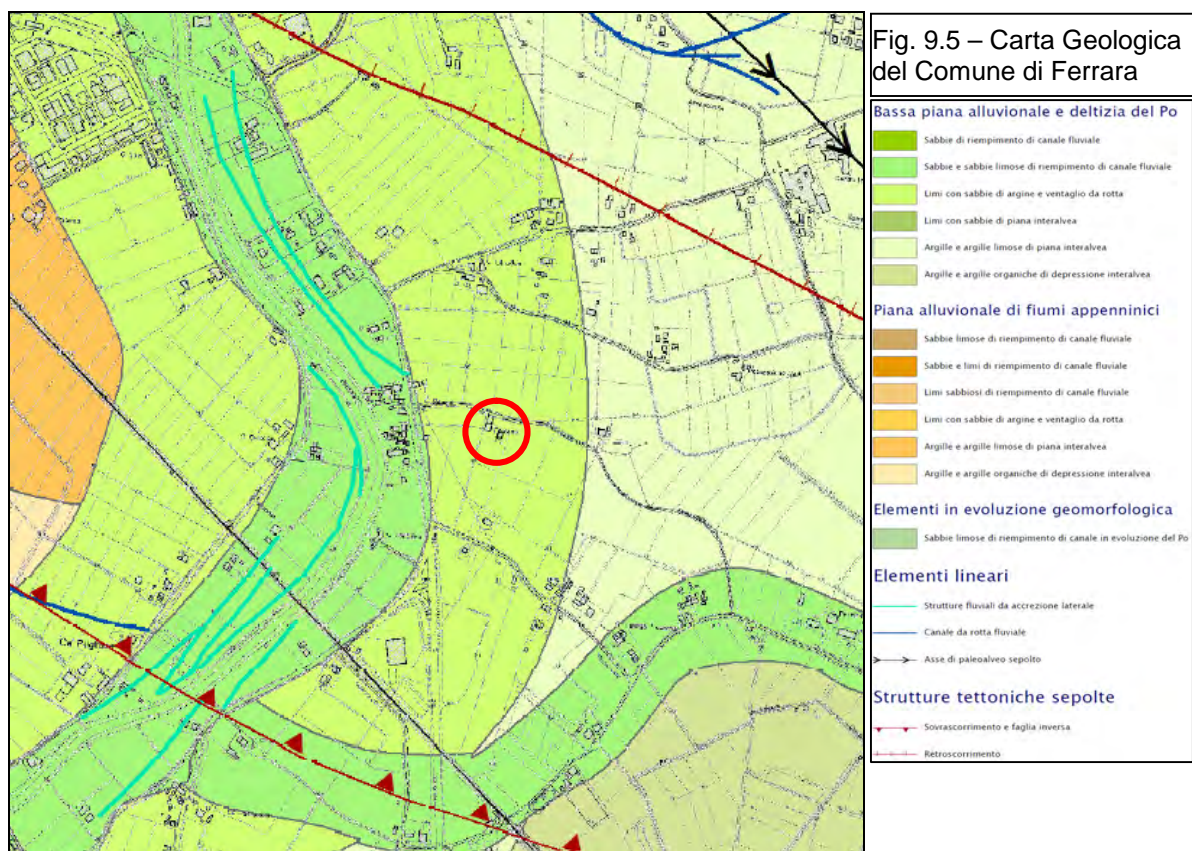 Fig. 9.5 – Carta Geologica
del Comune di Ferrara
Bassa piana alluvionale e deltizia del Po
Sabbie di riempimento di canale fluviale
Sabbie e sabbie limose di riempimento di canale fluviale
Limi con sabbie di argine e ventaglio da rotta
Limi con sabbie di piana interalvea
Argille e argille limose di piana interalvea
Argille e argille organiche di depressione interalvea
Piana alluvionale di fiumi appenninici
Sabbie limose di riempimento di canale fluviale
Sabbie e limi di riempimento di canale fluviale
Limi sabbiosi di riempimento di canale fluviale
Limi con sabbie di argine e ventaglio da rotta
Argille e argille limose di piana interalvea
Argille e argille organiche di depressione interalvea
Elementi in evoluzione geomorfologica
Sabbie limose di riempimento di canale in evoluzione del Po
Elementi lineari
Strutture fluviali da accrezione laterale
Canale da rotta fluviale
Asse di paleoalveo sepolto
Strutture tettoniche sepolte
Sovrascorrimento e faglia inversa
Retroscorrimento